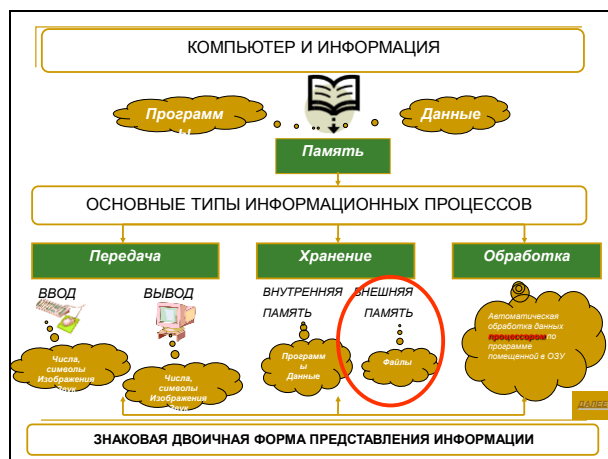 КОМПЬЮТЕР И ИНФОРМАЦИЯ
Программ
ы
Данные
Память
ОСНОВНЫЕ ТИПЫ ИНФОРМАЦИОННЫХ ПРОЦЕССОВ
Передача
Хранение
Обработка
ВВОД
ВЫВОД
ВНУТРЕННЯЯ
ПАМЯТЬ
ВНЕШНЯЯ
ПАМЯТЬ
Числа,
символы
Изображения
Звук
Числа,
символы
Изображения
Звук
Программ
ы
Данные
Файлы
Автоматическая
обработка данных
процессором по
программе
помещенной в ОЗУ
ДАЛЕЕ
ЗНАКОВАЯ ДВОИЧНАЯ ФОРМА ПРЕДСТАВЛЕНИЯ ИНФОРМАЦИИ